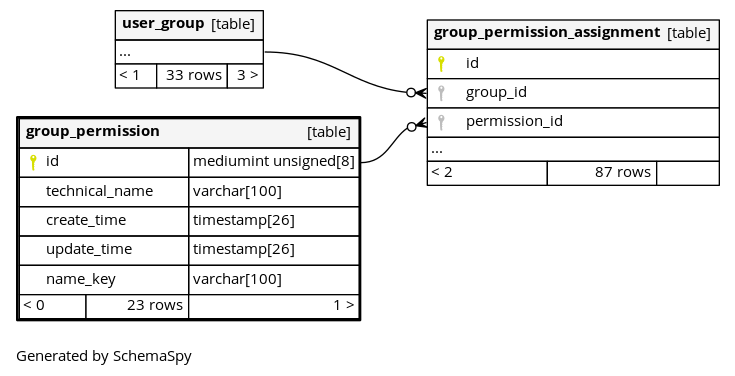 user_group [table]
...
< 1 33 rows 3 >
group_permission_assignment [table]
id
group_id
permission_id
...
< 2 87 rows
group_permission [table]
id mediumint unsigned[8]
technical_name varchar[100]
create_time timestamp[26]
update_time timestamp[26]
name_key varchar[100]
< 0 23 rows 1 >
Generated by SchemaSpy